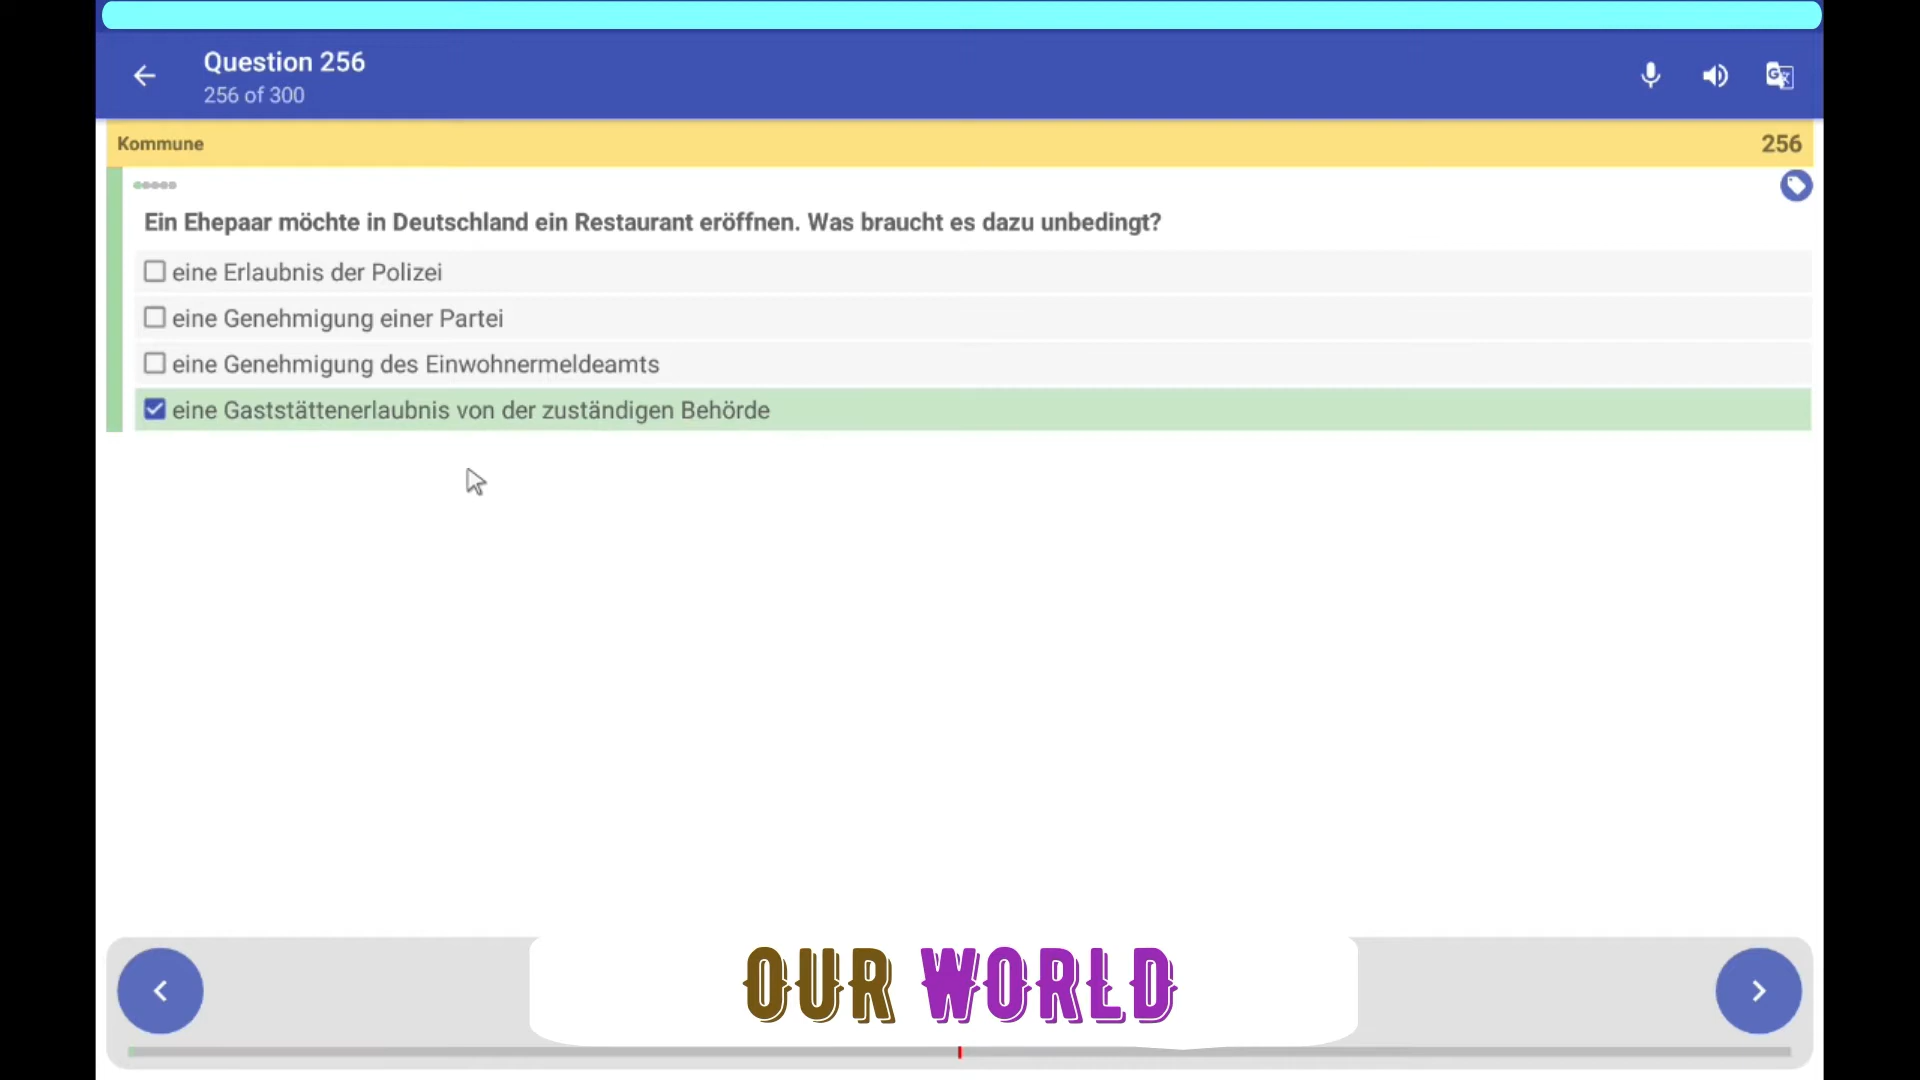 Question 256
256 of 300
Kommune 256
Ein Ehepaar möchte in Deutschland ein Restaurant eröffnen. Was braucht es dazu unbedingt?
eine Erlaubnis der Polizei
eine Genehmigung einer Partei
eine Genehmigung des Einwohnermeldeamts
eine Gaststättenerlaubnis von der zuständigen Behörde
OUR WORLD